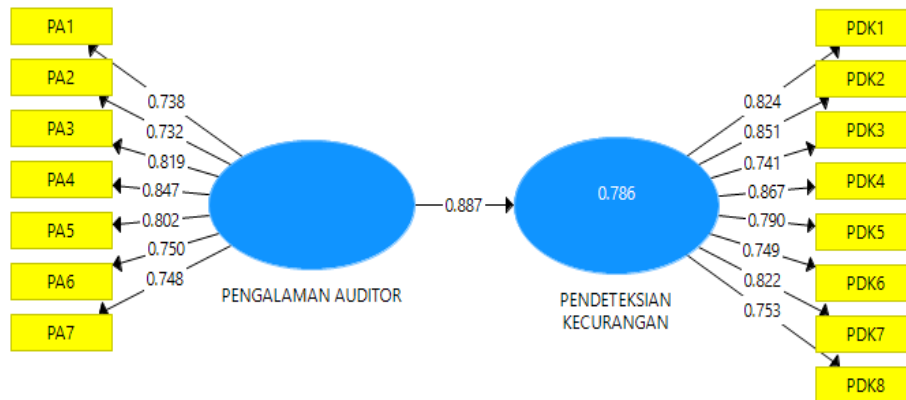 PA1
PA2
PA3
PA4
PA5
PA6
PA7
0.738
0.732
0.819
0.847
0.802
0.750
0.748
PENGALAMAN AUDITOR
0.887
0.786
PENDETEKSIAN
KECURANGAN
0.824
0.851
0.741
0.867
0.790
0.749
0.822
0.753
PDK1
PDK2
PDK3
PDK4
PDK5
PDK6
PDK7
PDK8